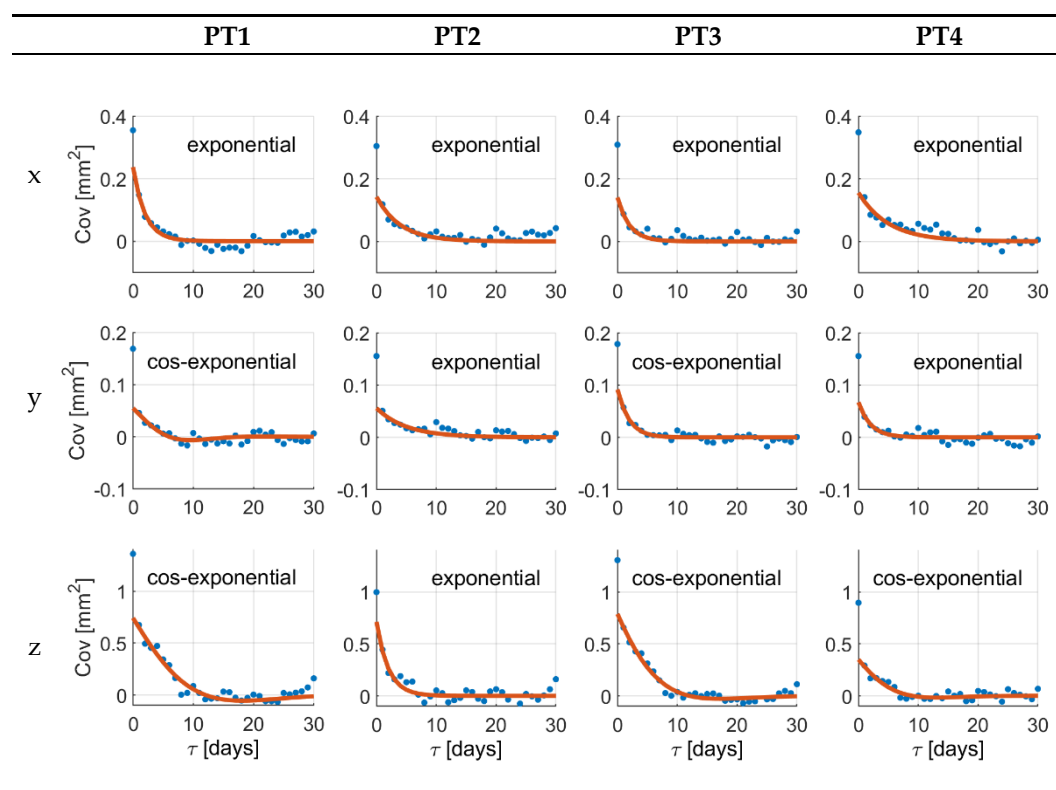 PT1 PT2 PT3 PT4
x
Cov [mm²]
0.4 0.2 0
exponential
0 10 20 30
0.4 0.2 0
exponential
0 10 20 30
0.4 0.2 0
exponential
0 10 20 30
0.4 0.2 0
exponential
0 10 20 30
y
Cov [mm²]
0.2 0.1 0 -0.1
cos-exponential
0 10 20 30
0.2 0.1 0 -0.1
exponential
0 10 20 30
0.2 0.1 0 -0.1
cos-exponential
0 10 20 30
0.2 0.1 0 -0.1
exponential
0 10 20 30
z
Cov [mm²]
1 0.5 0
cos-exponential
0 10 20 30
τ [days]
1 0.5 0
exponential
0 10 20 30
τ [days]
1 0.5 0
cos-exponential
0 10 20 30
τ [days]
1 0.5 0
cos-exponential
0 10 20 30
τ [days]